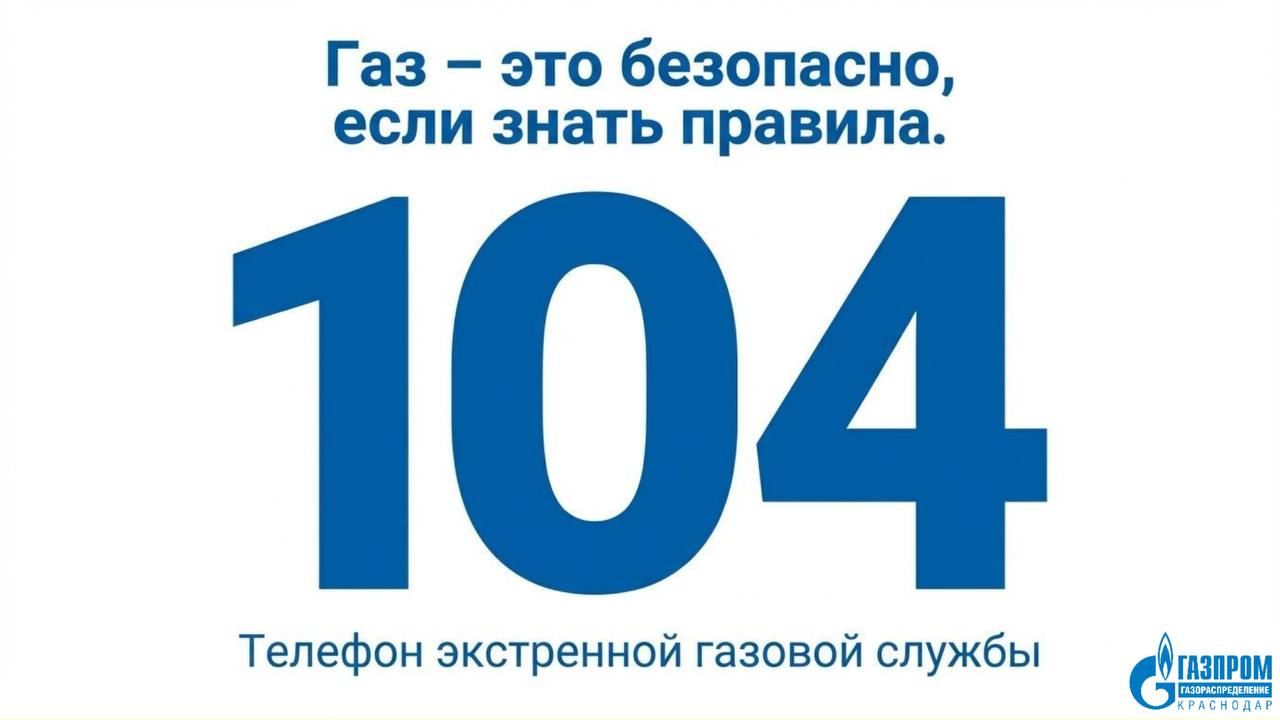 Газ – это безопасно,
если знать правила.
104
Телефон экстренной газовой службы
ГАЗПРОМ
ГАЗОРАСПРЕДЕЛЕНИЕ
КРАСНОДАР